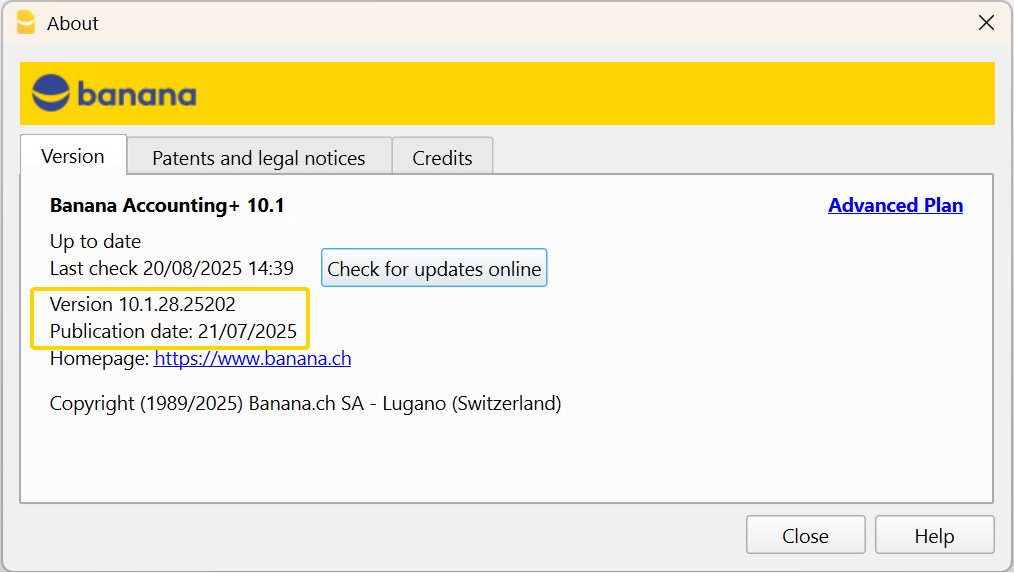 About
banana
Version
Patents and legal notices
Credits
Banana Accounting+ 10.1
Advanced Plan
Up to date
Last check 20/08/2025 14:39
Check for updates online
Version 10.1.28.25202
Publication date: 21/07/2025
Homepage: https://www.banana.ch
Copyright (1989/2025) Banana.ch SA - Lugano (Switzerland)
Close
Help